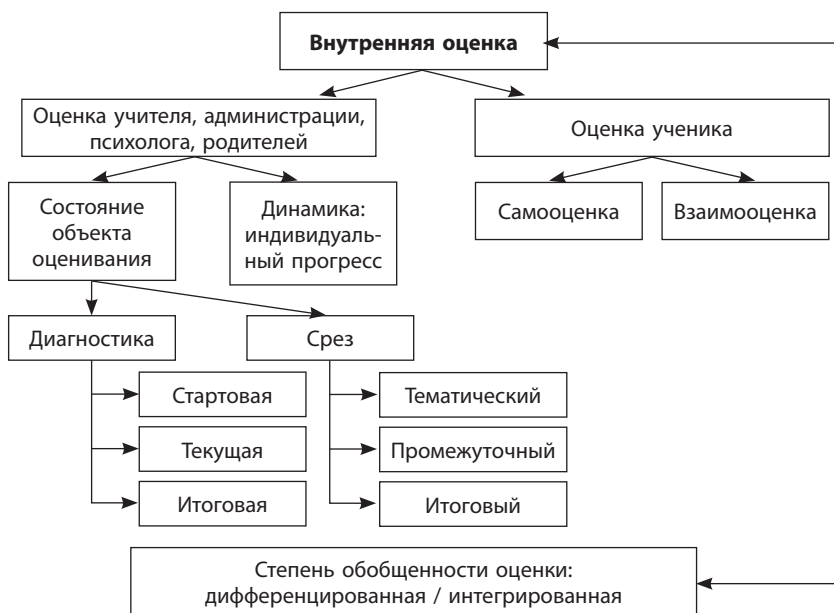 Внутренняя оценка
Оценка учителя, администрации,
психолога, родителей
Оценка ученика
Состояние
объекта
оценивания
Динамика:
индивидуаль-
ный прогресс
Самооценка
Взаимооценка
Диагностика
Срез
Стартовая
Тематический
Текущая
Промежуточный
Итоговая
Итоговый
Степень обобщенности оценки:
дифференцированная / интегрированная